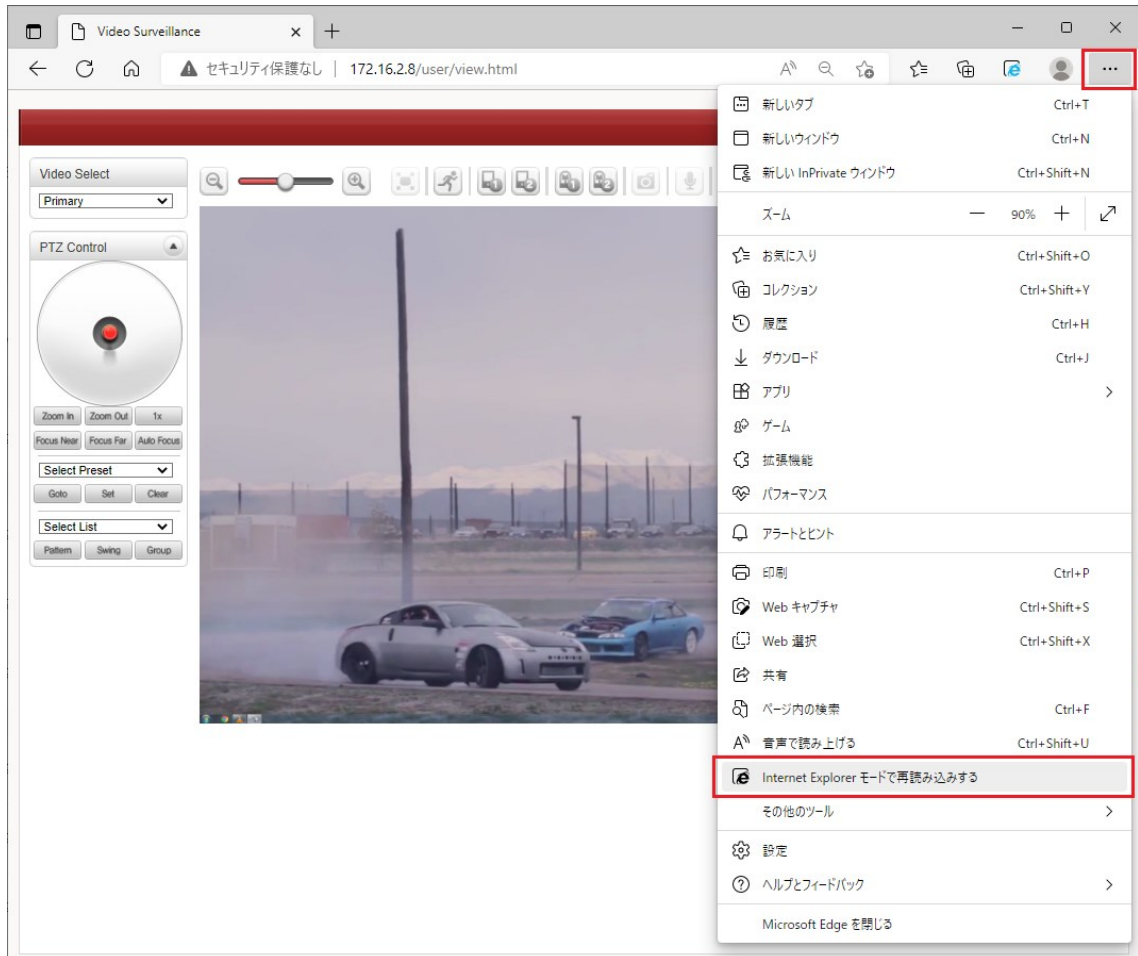 Video Surveillance
セキュリティ保護なし | 172.16.2.8/user/view.html
Video Select
Primary
PTZ Control
Zoom In Zoom Out 1x
Focus Near Focus Far Auto Focus
Select Preset
Goto Set Clear
Select List
Pattern Swing Group
新しいタブ Ctrl+T
新しいウィンドウ Ctrl+N
新しい InPrivate ウィンドウ Ctrl+Shift+N
ズーム 90%
お気に入り Ctrl+Shift+O
コレクション Ctrl+Shift+Y
履歴 Ctrl+H
ダウンロード Ctrl+J
アプリ
ゲーム
拡張機能
パフォーマンス
アラートとヒント
印刷 Ctrl+P
Web キャプチャ Ctrl+Shift+S
Web 選択 Ctrl+Shift+X
共有
ページ内の検索 Ctrl+F
音声で読み上げる Ctrl+Shift+U
Internet Explorer モードで再読み込みする
その他のツール
設定
ヘルプとフィードバック
Microsoft Edge を閉じる